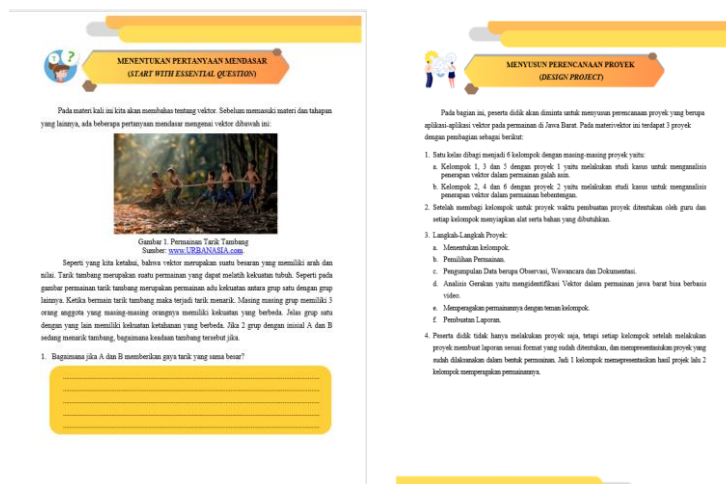 MENENTUKAN PERTANYAAN MENDASAR
(START WITH ESSENTIAL QUESTION)
Pada materi kali ini kita akan membahas tentang vektor. Sebelum memasuki materi dan tahapan
yang lainnya, ada beberapa pertanyaan mendasar mengenai vektor dibawah ini:
Gambar 1. Permainan Tarik Tambang
Sumber: www.URBANASIA.com.
Seperti yang kita ketahui, bahwa vektor merupakan suatu besaran yang memiliki arah dan
nilai. Tarik tambang merupakan suatu permainan yang dapat melatih kekuatan tubuh. Seperti pada
gambar permainan tarik tambang merupakan permainan adu kekuatan antara grup satu dengan grup
lainnya. Ketika bermain tarik tambang maka terjadi tarik menarik. Masing masing grup memiliki 3
orang anggota yang masing-masing orangnya memiliki kekuatan yang berbeda. Jelas grup satu
dengan yang lain memiliki kekuatan ketahanan yang berbeda. Jika 2 grup dengan inisial A dan B
sedang menarik tambang, bagaimana keadaan tambang tersebut jika.
1. Bagaimana jika A dan B memberikan gaya tarik yang sama besar?
MENYUSUN PERENCANAAN PROYEK
(DESIGN PROJECT)
Pada bagian ini, peserta didik akan diminta untuk menyusun perencanaan proyek yang berupa
aplikasi-aplikasi vektor pada permainan di Jawa Barat. Pada materivektor ini terdapat 3 proyek
dengan pembagian sebagai berikut:
1. Satu kelas dibagi menjadi 6 kelompok dengan masing-masing proyek yaitu:
a. Kelompok 1, 3 dan 5 dengan proyek 1 yaitu melakukan studi kasus untuk menganalisis
penerapan vektor dalam permainan galah asin.
b. Kelompok 2, 4 dan 6 dengan proyek 2 yaitu melakukan studi kasus untuk menganalisis
penerapan vektor dalam permainan bebentengan.
2. Setelah membagi kelompok untuk proyek waktu pembuatan proyek ditentukan oleh guru dan
setiap kelompok menyiapkan alat serta bahan yang dibutuhkan.
3. Langkah-Langkah Proyek:
a. Menentukan kelompok.
b. Pemilihan Permainan.
c. Pengumpulan Data berupa Observasi, Wawancara dan Dokumentasi.
d. Analisis Gerakan yaitu mengidentifikasi Vektor dalam permainan jawa barat bisa berbasis
video.
e. Memperagakan permainannya dengan teman kelompok.
f. Pembuatan Laporan.
4. Peserta didik tidak hanya melakukan proyek saja, tetapi setiap kelompok setelah melakukan
proyek membuat laporan sesuai format yang sudah ditentukan, dan mempresentasikan proyek yang
sudah dilaksanakan dalam bentuk permainan. Jadi 1 kelompok mempresentasikan hasil projek lalu 2
kelompok memperagakan permainannya.